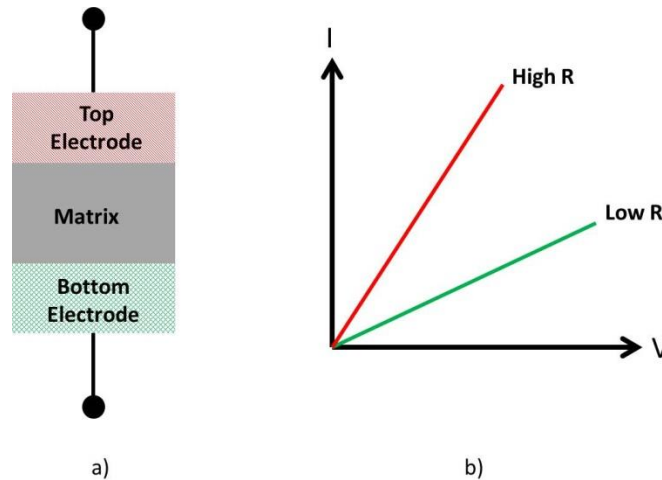 Top
Electrode
Matrix
Bottom
Electrode
a)
I
High R
Low R
V
b)